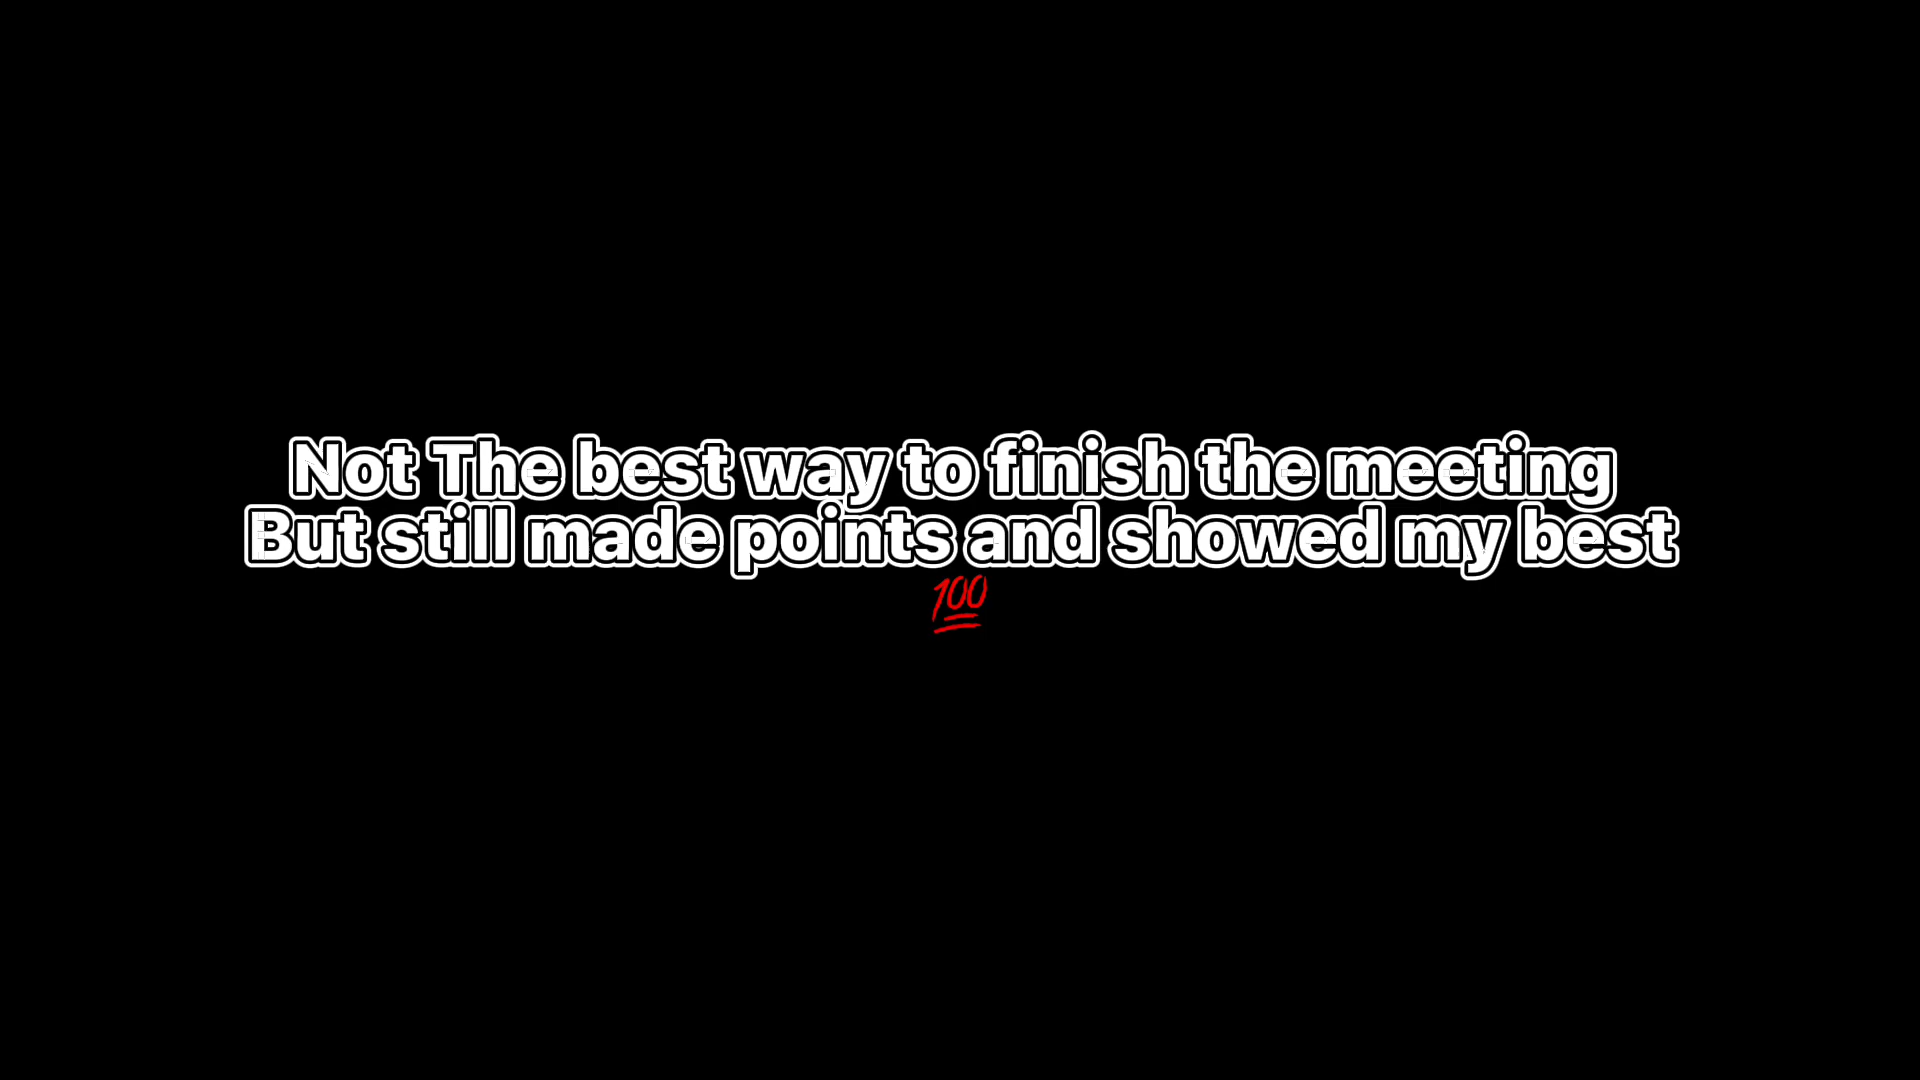 Not The best way to finish the meeting
But still made points and showed my best
💯